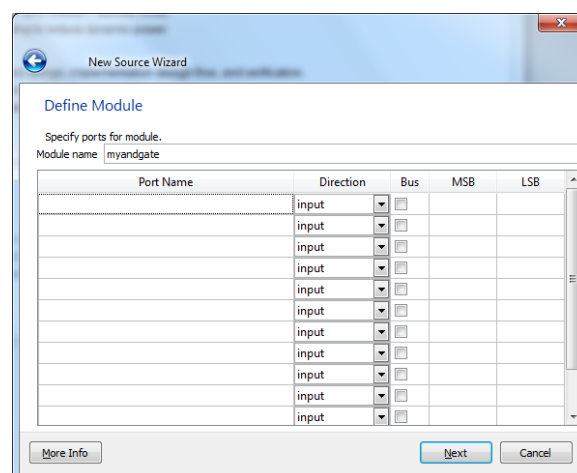 New Source Wizard
Define Module
Specify ports for module.
Module name myandgate
Port Name Direction Bus MSB LSB
input
input
input
input
input
input
input
input
input
input
input
More Info Next Cancel